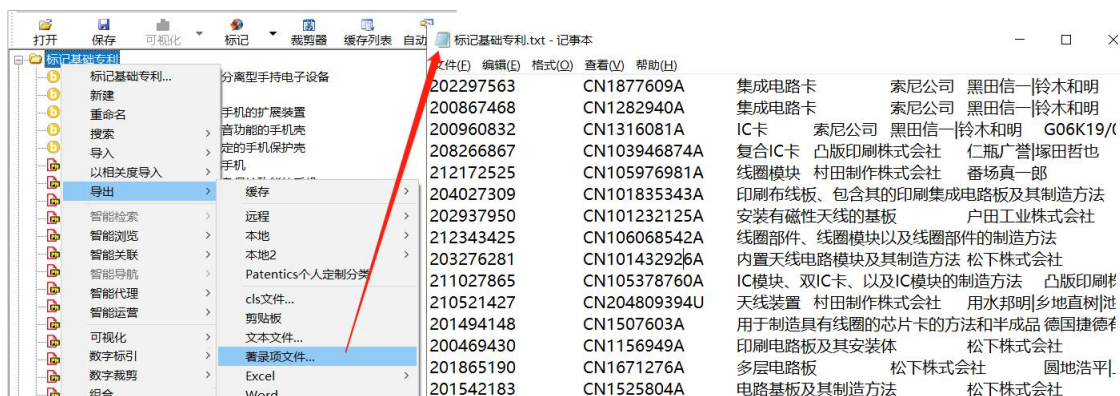 打开 保存 可视化 标记 裁剪器 缓存列表 自动
标记基础专利
标记基础专利...
新建
重命名
搜索
导入
以相关度导入
导出
智能检索
智能浏览
智能关联
智能导航
智能代理
智能运营
可视化
数字标引
数字裁剪
组合
分离型手持电子设备
手机的扩展装置
音功能的手机壳
定的手机保护壳
手机
缓存
远程
本地
本地2
Patentics个人定制分类
cls文件...
剪贴板
文本文件...
著录项文件...
Excel
Word
标记基础专利.txt - 记事本
文件(F) 编辑(E) 格式(O) 查看(V) 帮助(H)
202297563 CN1877609A 集成电路卡 索尼公司 黑田信一|铃木和明
200867468 CN1282940A 集成电路卡 索尼公司 黑田信一|铃木和明
200960832 CN1316081A IC卡 索尼公司 黑田信一|铃木和明 G06K19/0
208266867 CN103946874A 复合IC卡 凸版印刷株式会社 仁瓶广誉|塚田哲也
212172525 CN105976981A 线圈模块 村田制作株式会社 番场真一郎
204027309 CN101835343A 印刷布线板、包含其的印刷集成电路板及其制造方法
202937950 CN101232125A 安装有磁性天线的基板 户田工业株式会社
212343425 CN106068542A 线圈部件、线圈模块以及线圈部件的制造方法
203276281 CN101432926A 内置天线电路模块及其制造方法 松下株式会社
211027865 CN105378760A IC模块、双IC卡、以及IC模块的制造方法 凸版印刷株
210521427 CN204809394U 天线装置 村田制作株式会社 用水邦明|乡地直树|池
201494148 CN1507603A 用于制造具有线圈的芯片卡的方法和半成品 德国捷德有
200469430 CN1156949A 印刷电路板及其安装体 松下株式会社
201865190 CN1671276A 多层电路板 松下株式会社 圆地浩平|
201542183 CN1525804A 电路基板及其制造方法 松下株式会社